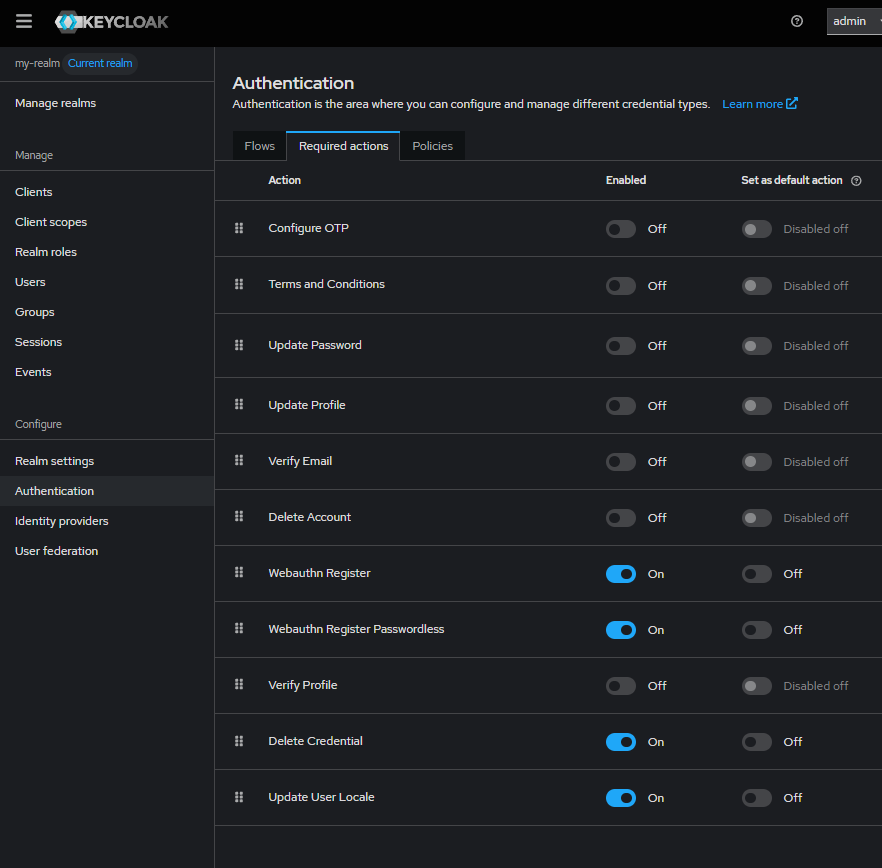 KEYCLOAK
admin
my-realm Current realm
Manage realms
Manage
Clients
Client scopes
Realm roles
Users
Groups
Sessions
Events
Configure
Realm settings
Authentication
Identity providers
User federation
Authentication
Authentication is the area where you can configure and manage different credential types. Learn more
Flows Required actions Policies
Action Enabled Set as default action
Configure OTP Off Disabled off
Terms and Conditions Off Disabled off
Update Password Off Disabled off
Update Profile Off Disabled off
Verify Email Off Disabled off
Delete Account Off Disabled off
Webauthn Register On Off
Webauthn Register Passwordless On Off
Verify Profile Off Disabled off
Delete Credential On Off
Update User Locale On Off